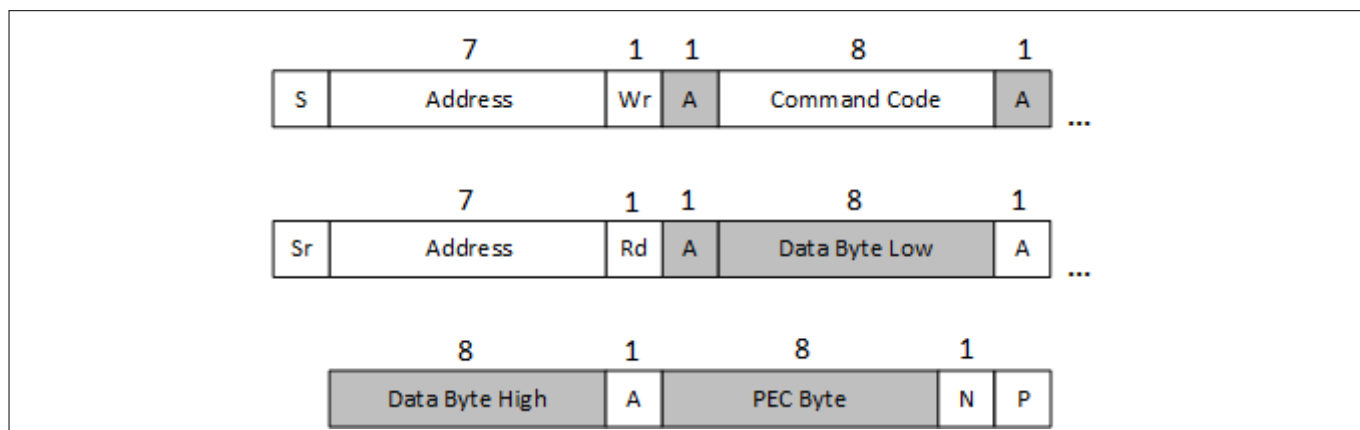 7 1 1 8 1
S Address Wr A Command Code A ...
7 1 1 8 1
Sr Address Rd A Data Byte Low A ...
8 1 8 1
Data Byte High A PEC Byte N P